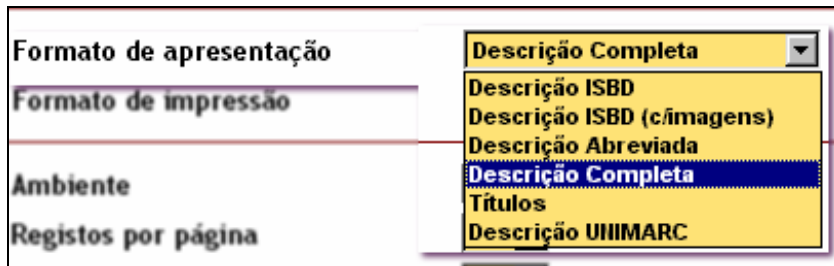 Formato de apresentação
Descrição Completa
Descrição ISBD
Descrição ISBD (c/imagens)
Descrição Abreviada
Descrição Completa
Títulos
Descrição UNIMARC
Formato de impressão
Ambiente
Registos por página